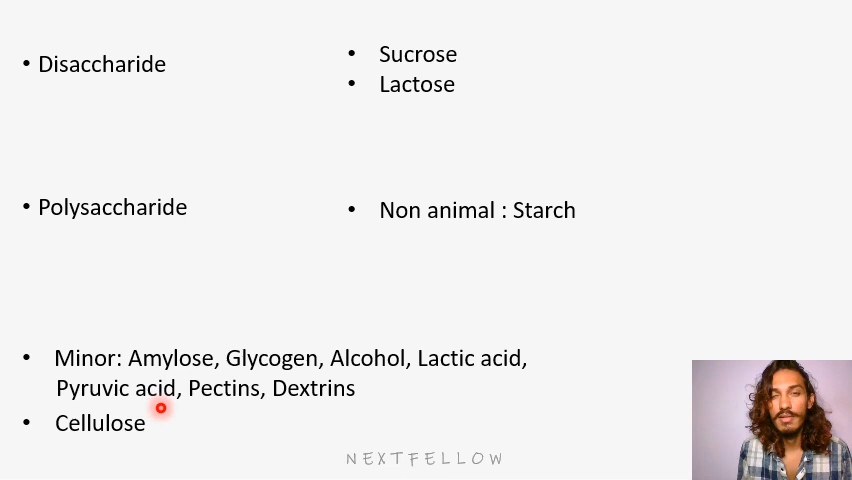 • Disaccharide
• Sucrose
• Lactose
• Polysaccharide
• Non animal : Starch
• Minor: Amylose, Glycogen, Alcohol, Lactic acid,
Pyruvic acid, Pectins, Dextrins
• Cellulose
NEXTFELLOW